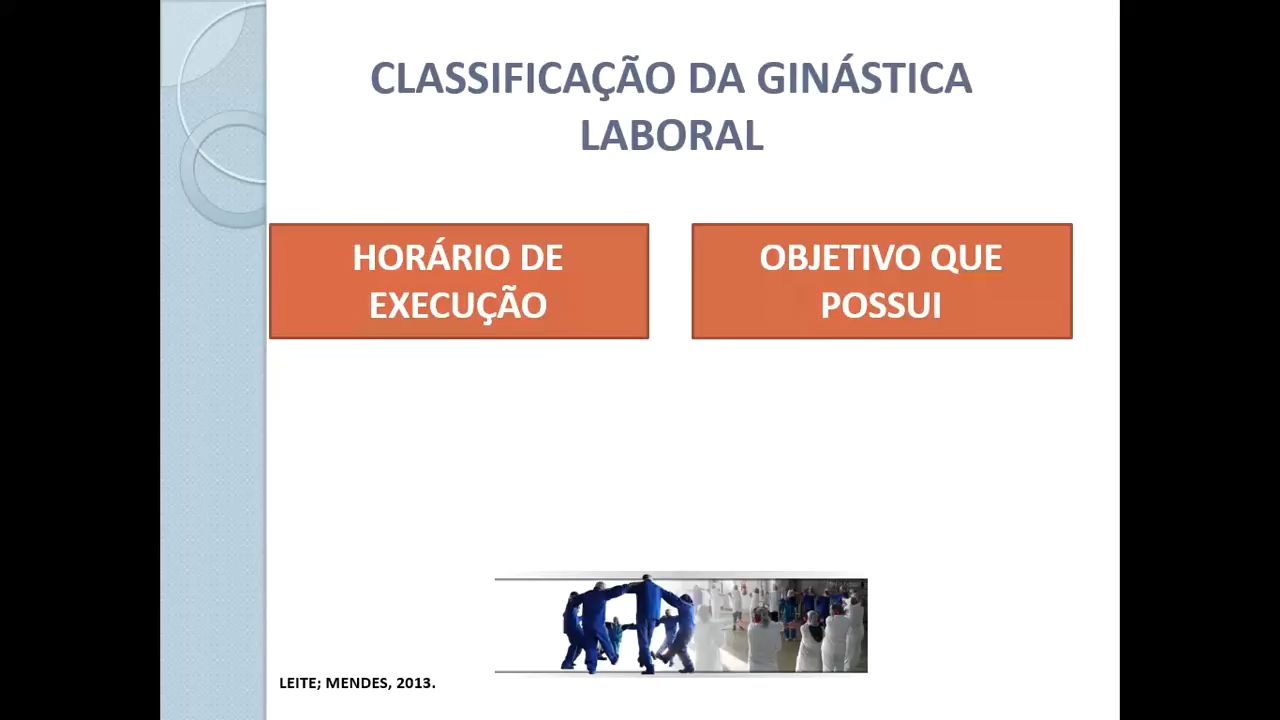 CLASSIFICAÇÃO DA GINÁSTICA
LABORAL
HORÁRIO DE
EXECUÇÃO
OBJETIVO QUE
POSSUI
LEITE; MENDES, 2013.